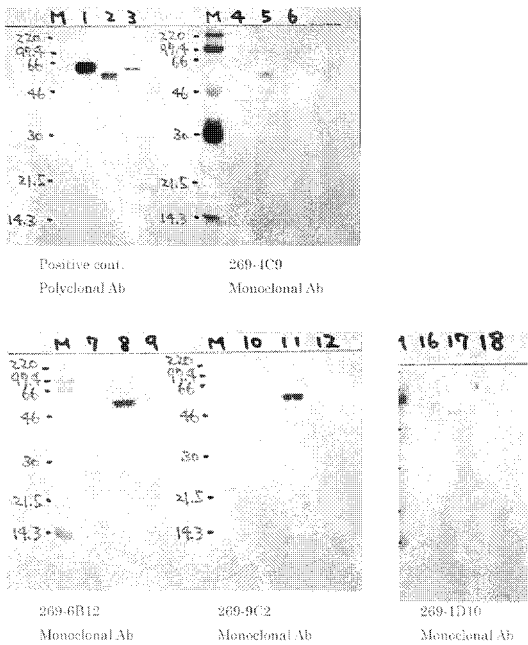 M 1 2 3 M 4 5 6
220 220
97.4 97.4
66 66
46 46
30 30
21.5 21.5
14.3 14.3
Positive cont. 269-4C9
Polyclonal Ab Monoclonal Ab
M 7 8 9 M 10 11 12 16 17 18
220 220
97.4 97.4
66 66
46 46
30 30
21.5 21.5
14.3 14.3
269-6B12 269-9C2 269-1D10
Monoclonal Ab Monoclonal Ab Monoclonal Ab